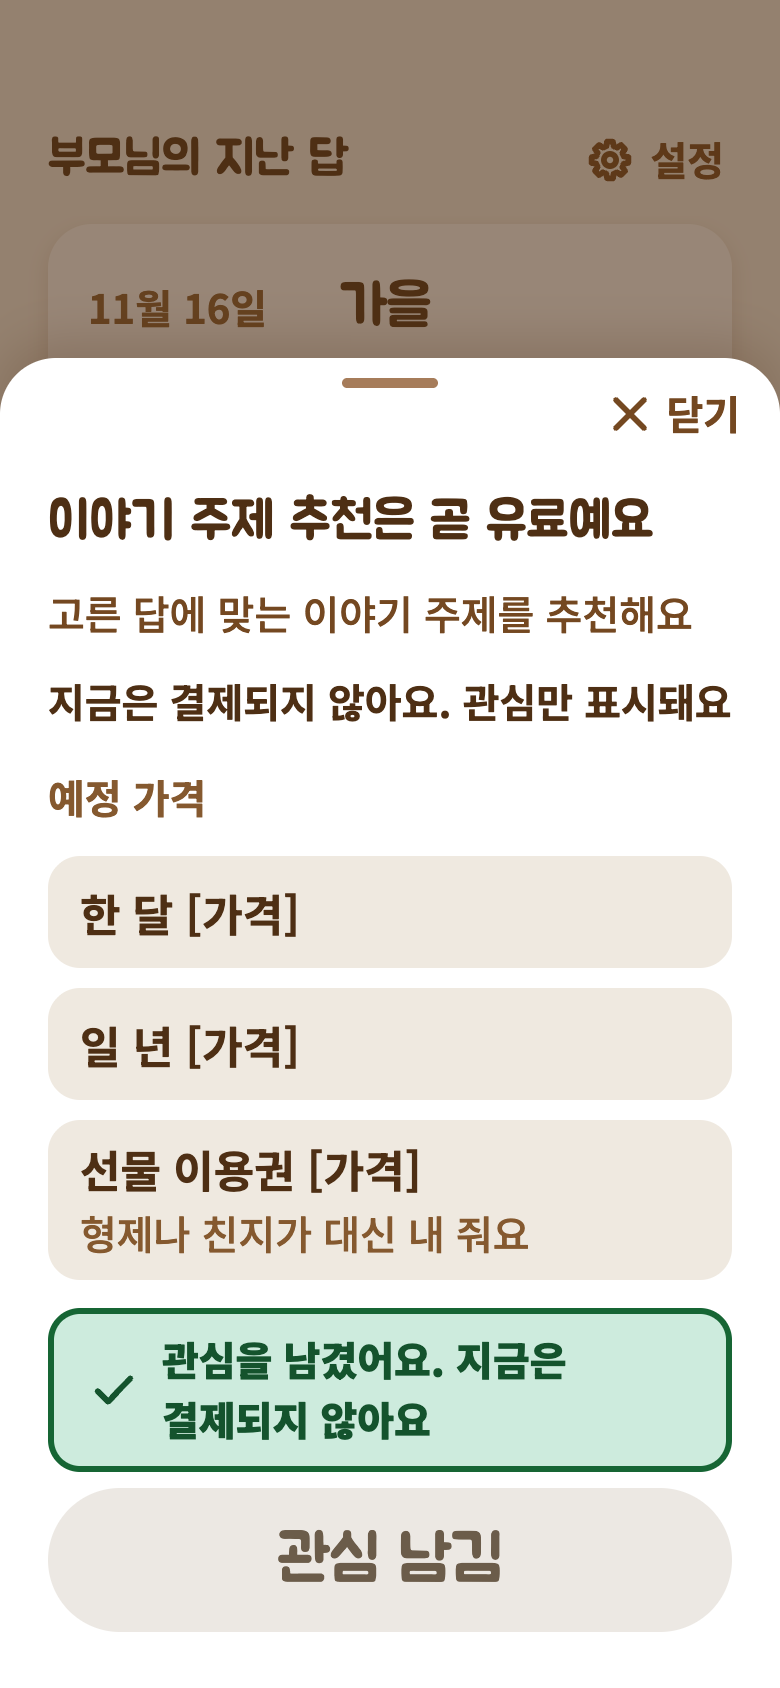 부모님의 지난 답
설정
11월 16일 가을
닫기
이야기 주제 추천은 곧 유료예요
고른 답에 맞는 이야기 주제를 추천해요
지금은 결제되지 않아요. 관심만 표시돼요
예정 가격
한 달 [가격]
일 년 [가격]
선물 이용권 [가격]
형제나 친지가 대신 내 줘요
관심을 남겼어요. 지금은
결제되지 않아요
관심 남김